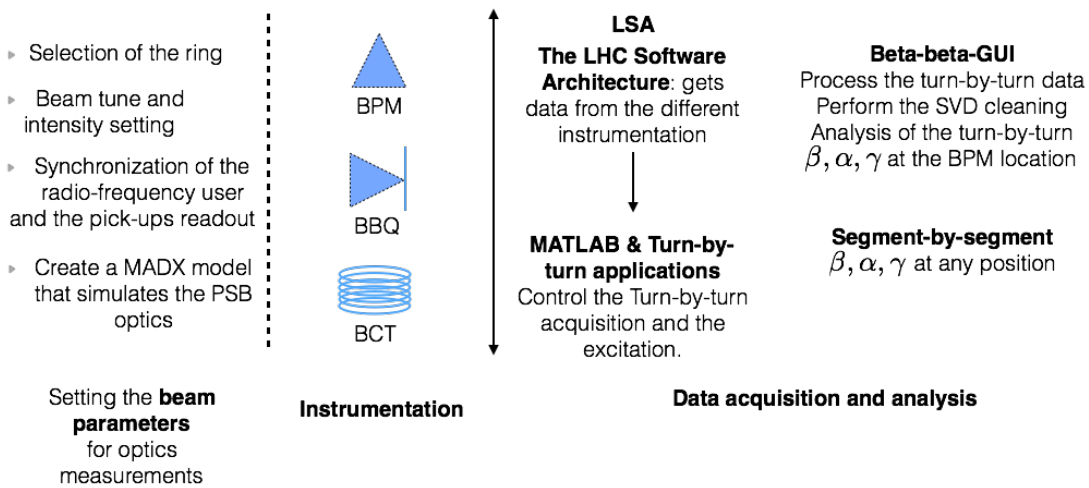 Selection of the ring
Beam tune and
intensity setting
Synchronization of the
radio-frequency user
and the pick-ups readout
Create a MADX model
that simulates the PSB
optics
Setting the beam
parameters
for optics
measurements
BPM
BBQ
BCT
Instrumentation
LSA
The LHC Software
Architecture: gets
data from the different
instrumentation
MATLAB & Turn-by-
turn applications
Control the Turn-by-turn
acquisition and the
excitation.
Beta-beta-GUI
Process the turn-by-turn data
Perform the SVD cleaning
Analysis of the turn-by-turn
β, α, γ at the BPM location
Segment-by-segment
β, α, γ at any position
Data acquisition and analysis